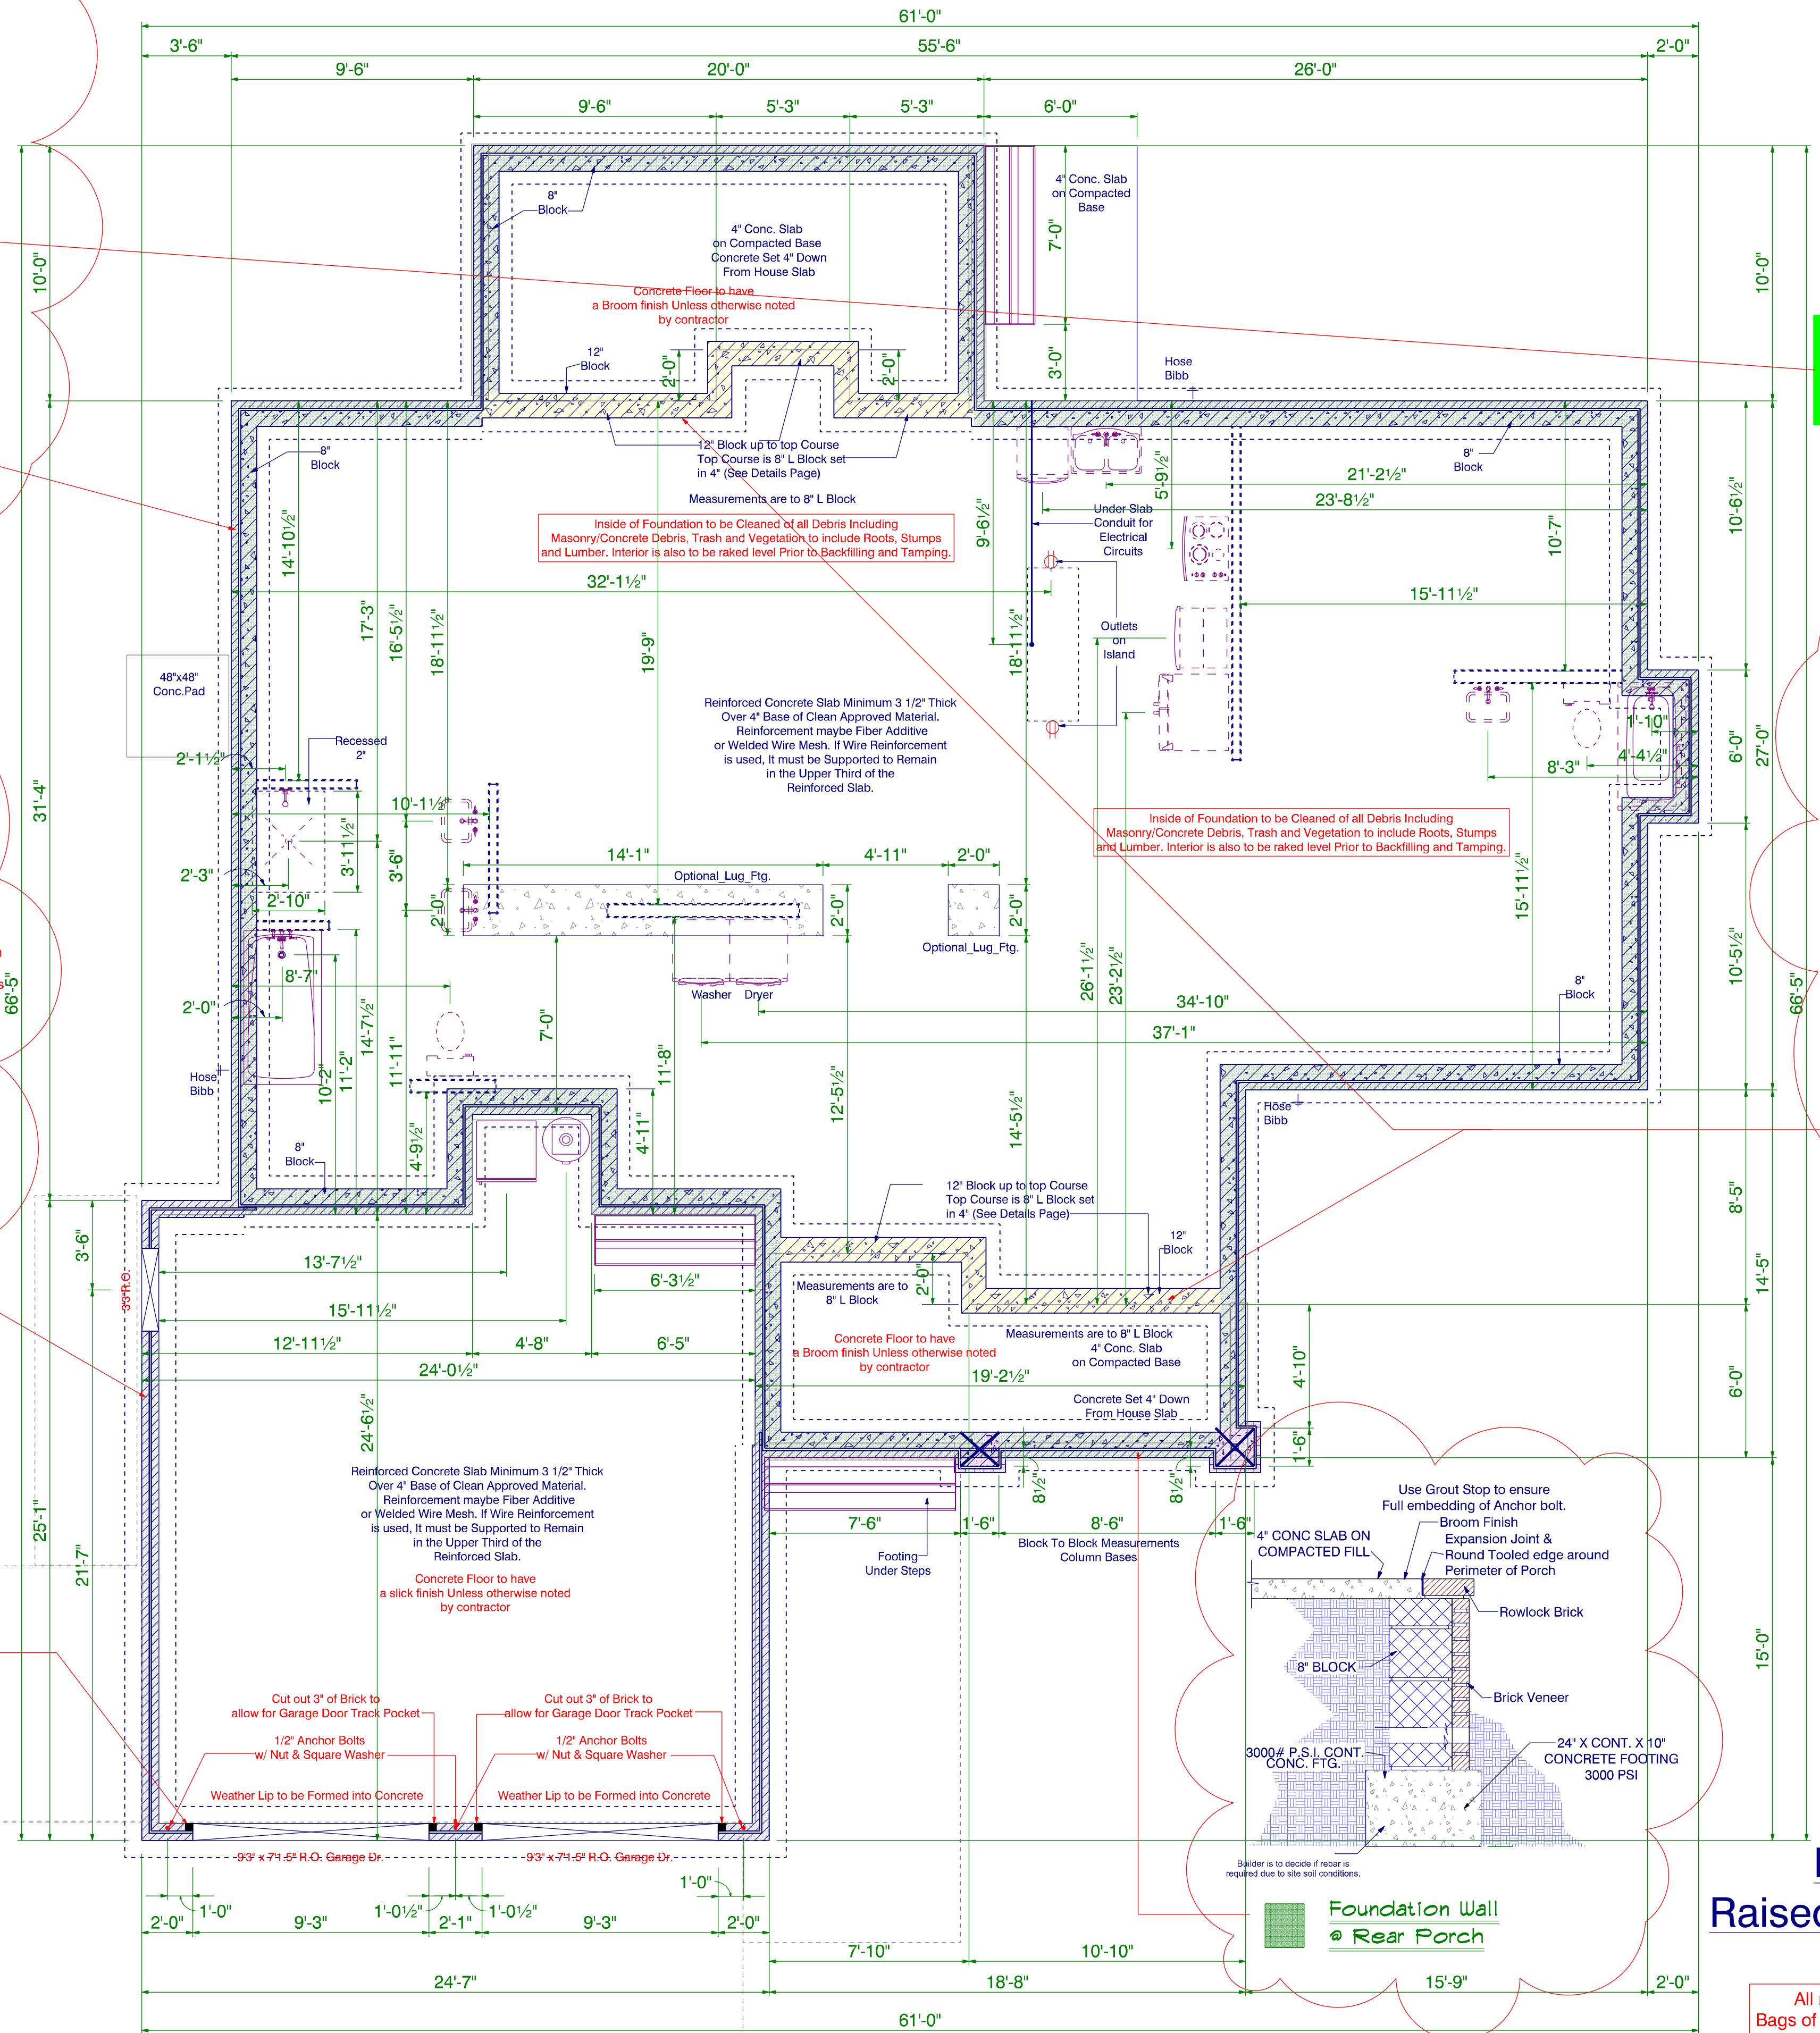 61'-0"
3'-6"
55'-6"
2'-0"
9'-6"
20'-0"
26'-0"
9'-6"
5'-3"
5'-3"
6'-0"
4" Conc. Slab
on Compacted
Base
8"
Block
7'-0"
4" Conc. Slab
on Compacted Base
Concrete Set 4" Down
From House Slab
Concrete Floor to have
a Broom finish Unless otherwise noted
by contractor
10'-0"
10'-0"
12"
Block
2'-0"
2'-0"
3'-0"
Hose
Bibb
12" Block up to top Course
Top Course is 8" L Block set
in 4" (See Details Page)
8"
Block
8"
Block
Measurements are to 8" L Block
5'-9½"
21'-2½"
23'-8½"
10'-6½"
14'-10½"
Inside of Foundation to be Cleaned of all Debris Including
Masonry/Concrete Debris, Trash and Vegetation to include Roots, Stumps
and Lumber. Interior is also to be raked level Prior to Backfilling and Tamping.
9'-6½"
Under Slab
Conduit for
Electrical
Circuits
10'-7"
32'-1½"
15'-11½"
17'-3"
16'-5½"
18'-11½"
19'-9"
18'-11½"
Outlets
on
Island
48"x48"
Conc.Pad
Reinforced Concrete Slab Minimum 3 1/2" Thick
Over 4" Base of Clean Approved Material.
Reinforcement maybe Fiber Additive
or Welded Wire Mesh. If Wire Reinforcement
is used, It must be Supported to Remain
in the Upper Third of the
Reinforced Slab.
1'-10"
4'-4½"
8'-3"
6'-0"
27'-0"
Recessed
2"
2'-1½"
31'-4"
10'-1½"
Inside of Foundation to be Cleaned of all Debris Including
Masonry/Concrete Debris, Trash and Vegetation to include Roots, Stumps
and Lumber. Interior is also to be raked level Prior to Backfilling and Tamping.
3'-11½"
3'-6"
14'-1"
4'-11"
2'-0"
2'-3"
Optional_Lug_Ftg.
2'-10"
2'-0"
2'-0"
2'-0"
15'-11½"
Optional_Lug_Ftg.
10'-5½"
66'-5"
66'-5"
8'-7"
26'-1½"
23'-2½"
8"
Block
Washer
Dryer
34'-10"
2'-0"
7'-0"
37'-1"
14'-7½"
11'-2"
10'-2"
11'-11"
11'-8"
12'-5½"
14'-5½"
Hose
Bibb
Hose
Bibb
4'-9½"
4'-11"
8"
Block
12" Block up to top Course
Top Course is 8" L Block set
in 4" (See Details Page)
8'-5"
3'-6"
12"
Block
13'-7½"
6'-3½"
2'-0"
Measurements are to
8" L Block
14'-5"
3'3"R.O.
15'-11½"
Concrete Floor to have
a Broom finish Unless otherwise noted
by contractor
Measurements are to 8" L Block
4" Conc. Slab
on Compacted Base
12'-11½"
4'-8"
6'-5"
24'-0½"
19'-2½"
4'-10"
6'-0"
Concrete Set 4" Down
From House Slab
24'-6½"
1'-6"
8½"
8½"
Reinforced Concrete Slab Minimum 3 1/2" Thick
Over 4" Base of Clean Approved Material.
Reinforcement maybe Fiber Additive
or Welded Wire Mesh. If Wire Reinforcement
is used, It must be Supported to Remain
in the Upper Third of the
Reinforced Slab.
Concrete Floor to have
a slick finish Unless otherwise noted
by contractor
25'-1"
21'-7"
7'-6"
1'-6"
8'-6"
1'-6"
Block To Block Measurements
Column Bases
Footing
Under Steps
Use Grout Stop to ensure
Full embedding of Anchor bolt.
Broom Finish
4" CONC SLAB ON
COMPACTED FILL
Expansion Joint &
Round Tooled edge around
Perimeter of Porch
Rowlock Brick
15'-0"
8" BLOCK
Brick Veneer
3000# P.S.I. CONT.
CONC. FTG.
24" X CONT. X 10"
CONCRETE FOOTING
3000 PSI
Builder is to decide if rebar is
required due to site soil conditions.
Foundation Wall
@ Rear Porch
Cut out 3" of Brick to
allow for Garage Door Track Pocket
Cut out 3" of Brick to
allow for Garage Door Track Pocket
1/2" Anchor Bolts
w/ Nut & Square Washer
1/2" Anchor Bolts
w/ Nut & Square Washer
Weather Lip to be Formed into Concrete
Weather Lip to be Formed into Concrete
9'3" x 7'1.5" R.O. Garage Dr.
9'3" x 7'1.5" R.O. Garage Dr.
1'-0"
1'-0"
1'-0½"
1'-0½"
2'-0"
9'-3"
2'-1"
9'-3"
2'-0"
7'-10"
10'-10"
24'-7"
18'-8"
15'-9"
2'-0"
61'-0"
Raised
All
Bags of